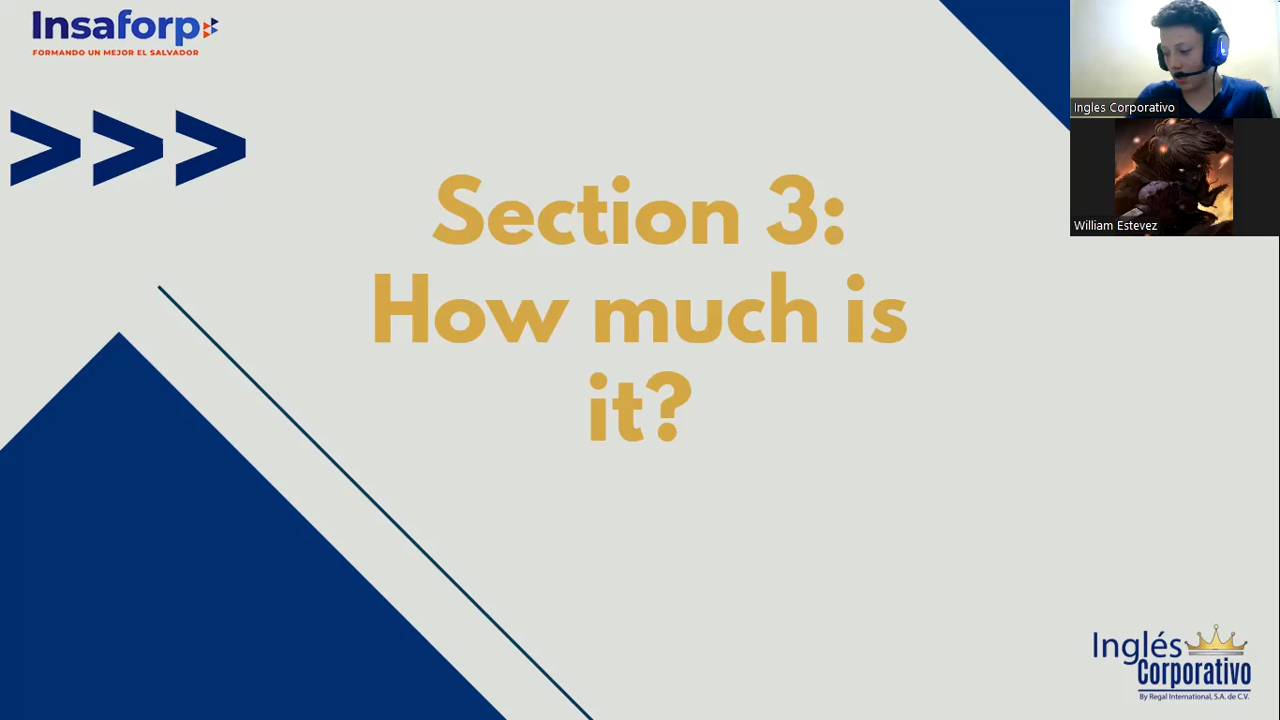 Insaforp
FORMANDO UN MEJOR EL SALVADOR
>>>
Section 3:
How much is
it?
Ingles Corporativo
William Estevez
Inglés
Corporativo
By Regal International, S.A. de C.V.